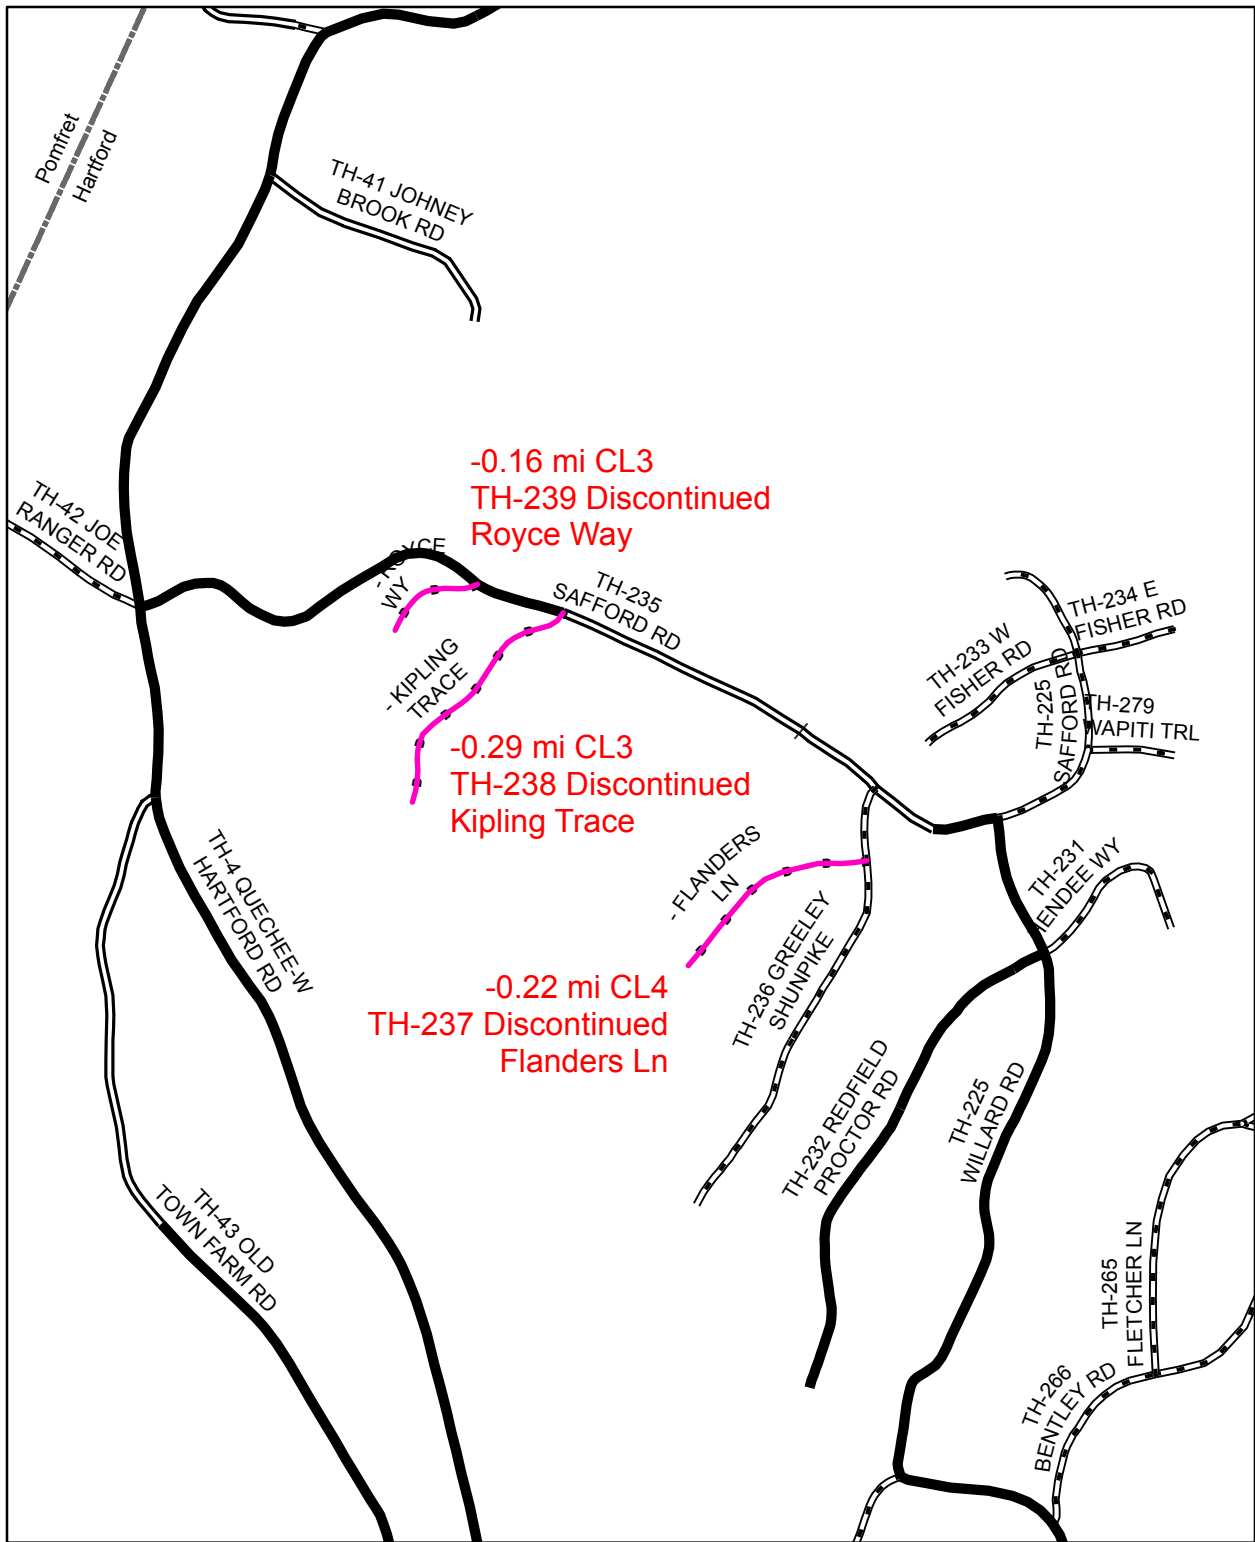 Pomfret
Hartford
TH-41 JOHNEY
BROOK RD
-0.16 mi CL3
TH-239 Discontinued
Royce Way
TH-42 JOE
RANGER RD
- ROYCE
WY
TH-235
SAFFORD RD
- KIPLING
TRACE
TH-234 E
FISHER RD
TH-233 W
FISHER RD
TH-225
SAFFORD RD
TH-279
WAPITI TRL
-0.29 mi CL3
TH-238 Discontinued
Kipling Trace
TH-4 QUECHEE-W
HARTFORD RD
- FLANDERS
LN
TH-231
HENDEE WY
-0.22 mi CL4
TH-237 Discontinued
Flanders Ln
TH-236 GREELEY
SHUNPIKE
TH-232 REDFIELD
PROCTOR RD
TH-225
WILLARD RD
TH-43 OLD
TOWN FARM RD
TH-265
FLETCHER LN
TH-266
BENTLEY RD